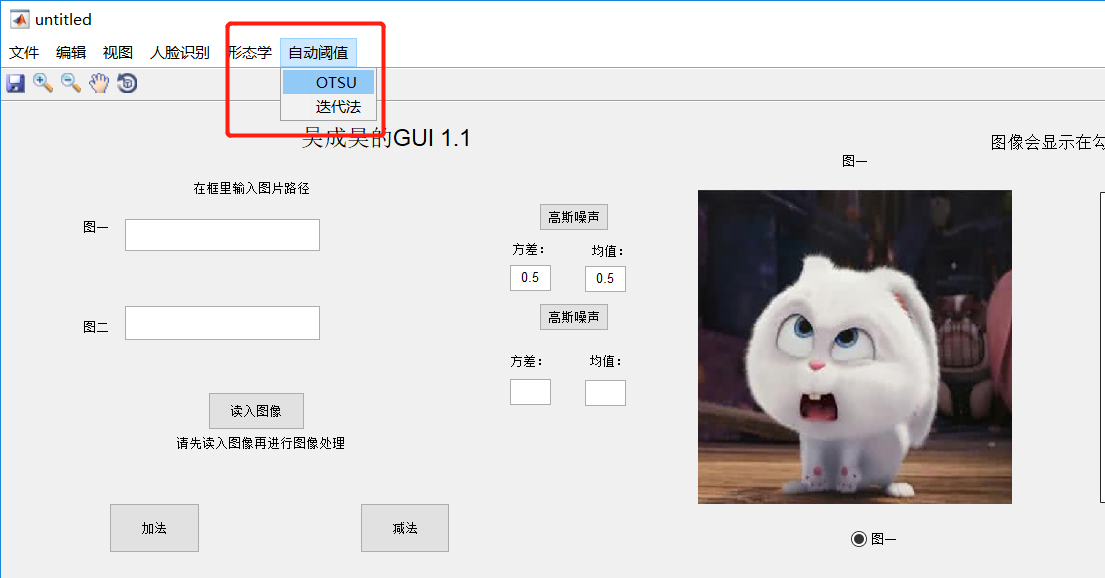 untitled
文件 编辑 视图 人脸识别 形态学 自动阈值
OTSU
迭代法
吴成昊的GUI 1.1
图像会显示在勾
图一
在框里输入图片路径
图一
高斯噪声
方差： 均值：
0.5 0.5
高斯噪声
图二
方差： 均值：
读入图像
请先读入图像再进行图像处理
加法 减法
图一